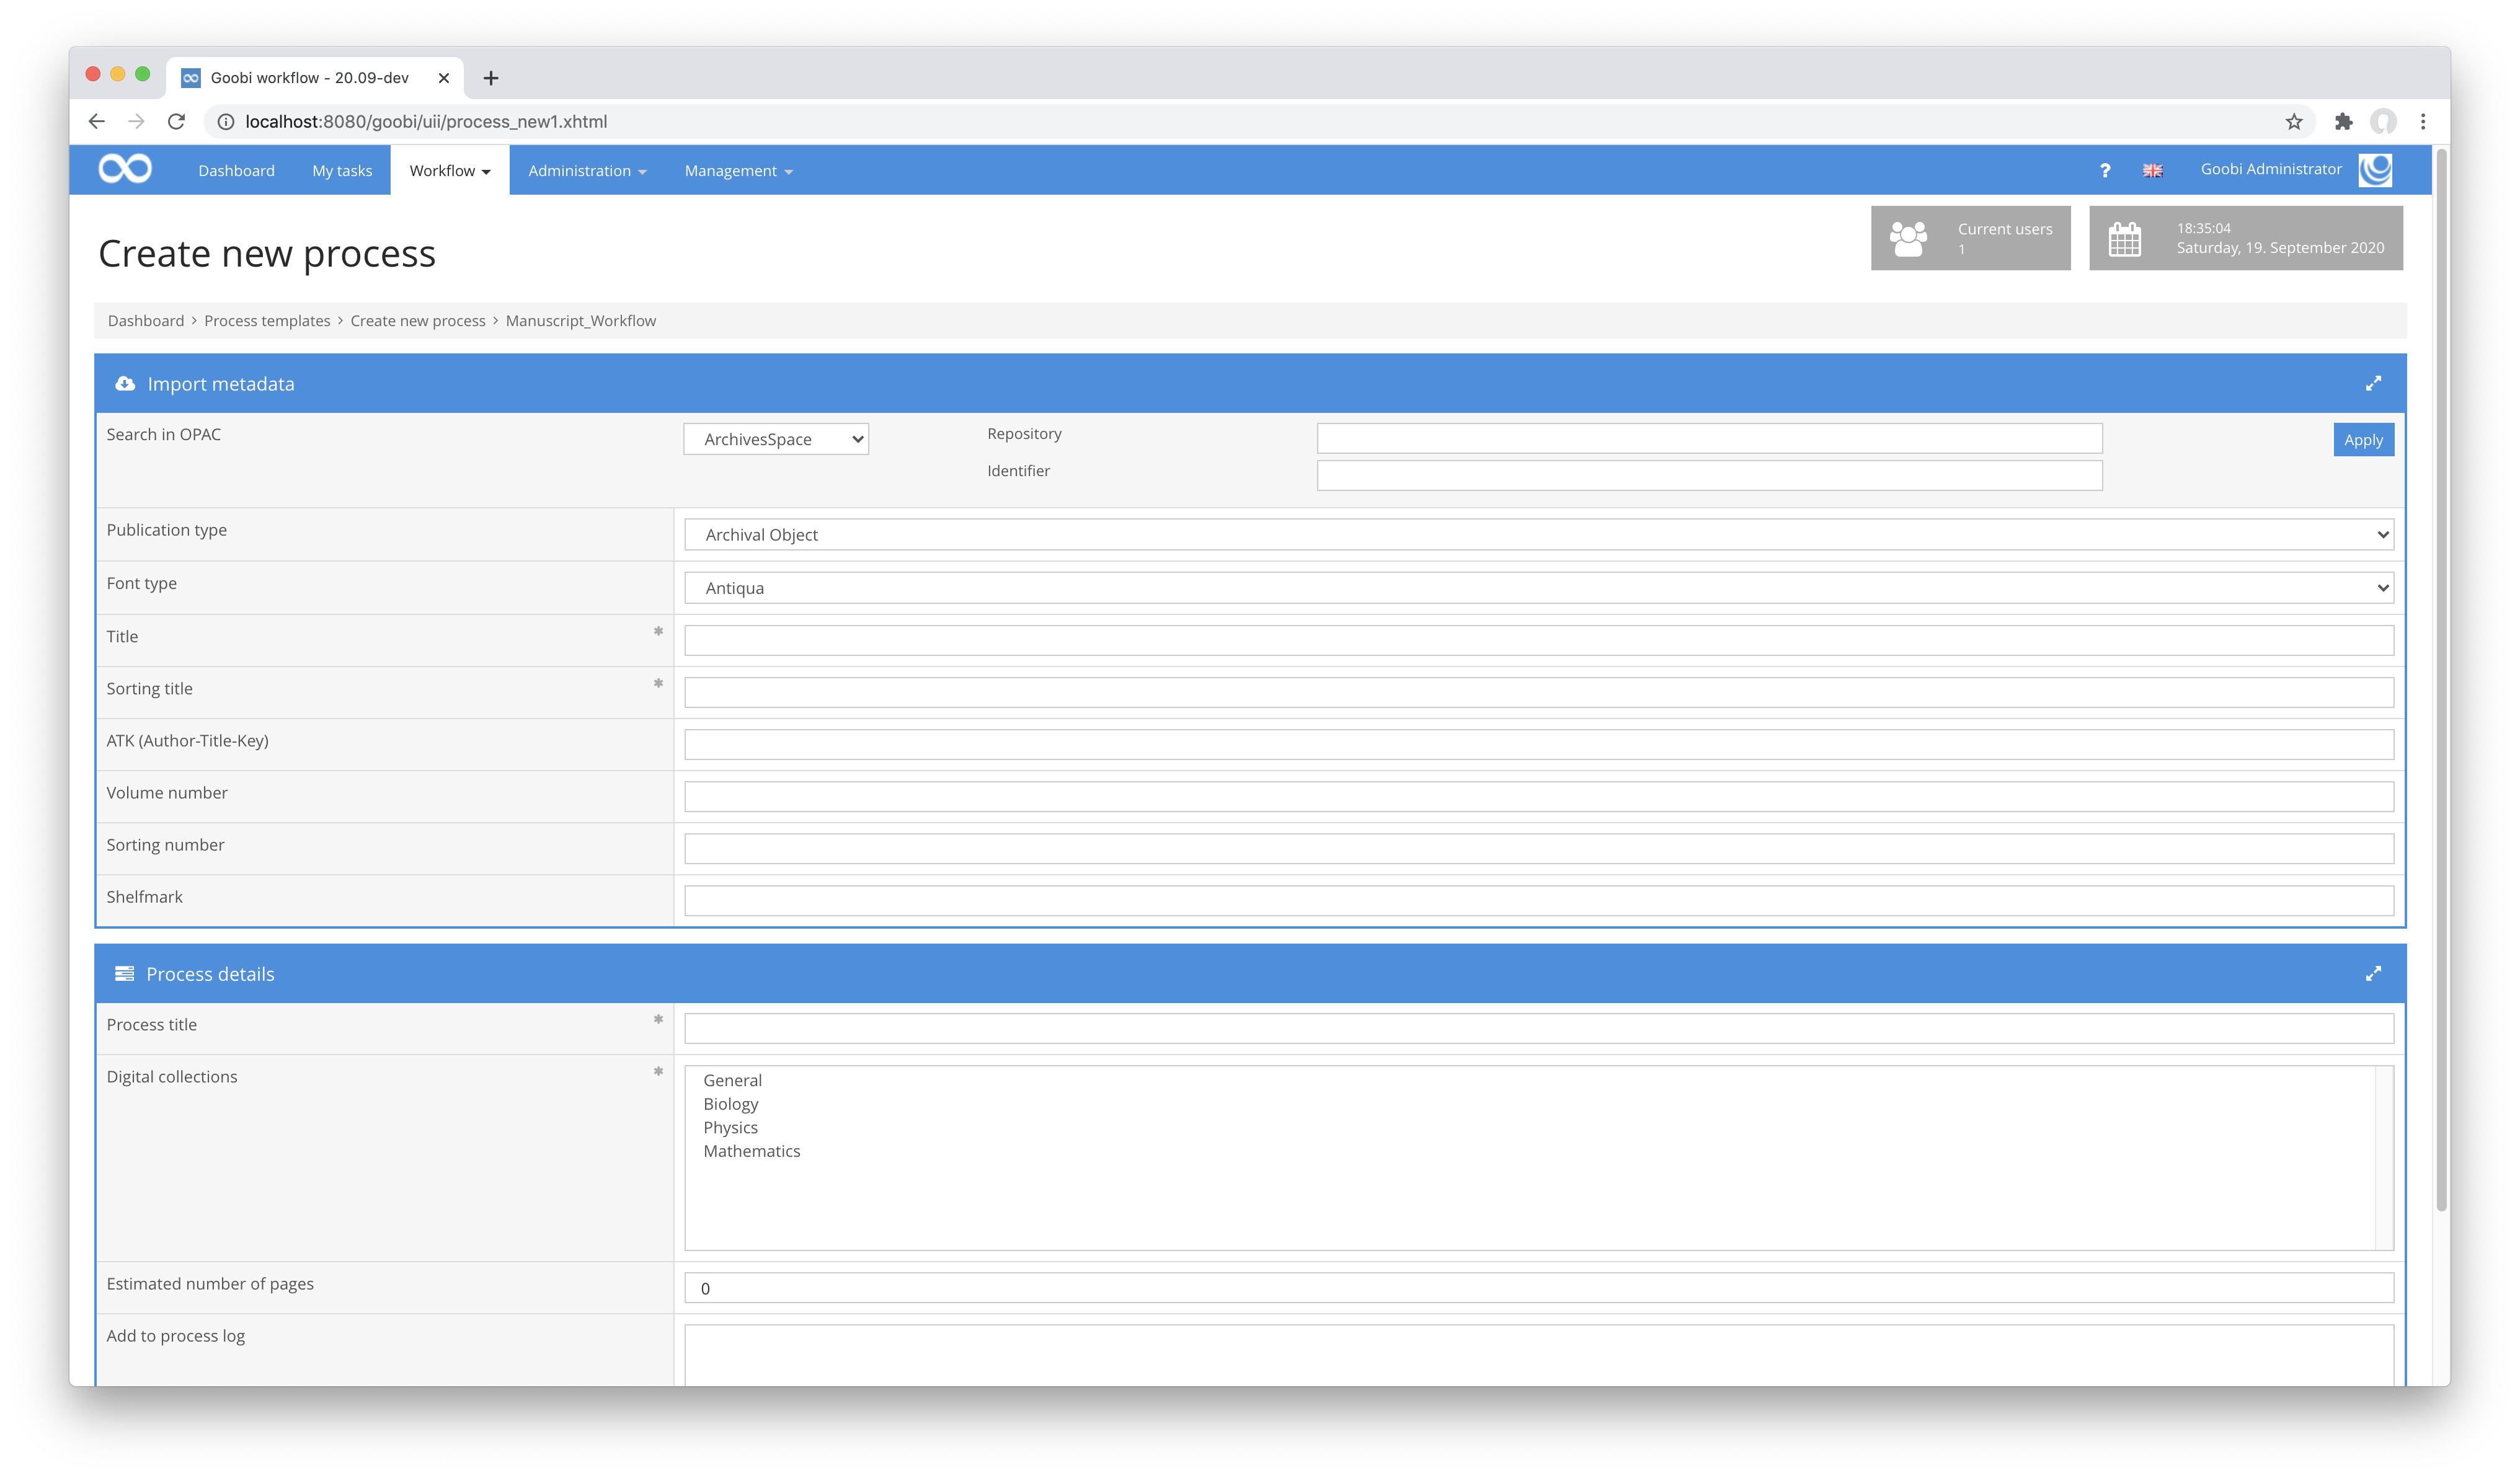 Goobi workflow - 20.09-dev
localhost:8080/goobi/uii/process_new1.xhtml
Dashboard My tasks Workflow Administration Management ? Goobi Administrator
Create new process
Current users
1
18:35:04
Saturday, 19. September 2020
Dashboard > Process templates > Create new process > Manuscript_Workflow
Import metadata
Search in OPAC ArchivesSpace Repository Apply
Identifier
Publication type Archival Object
Font type Antiqua
Title *
Sorting title *
ATK (Author-Title-Key)
Volume number
Sorting number
Shelfmark
Process details
Process title *
Digital collections *
General
Biology
Physics
Mathematics
Estimated number of pages 0
Add to process log